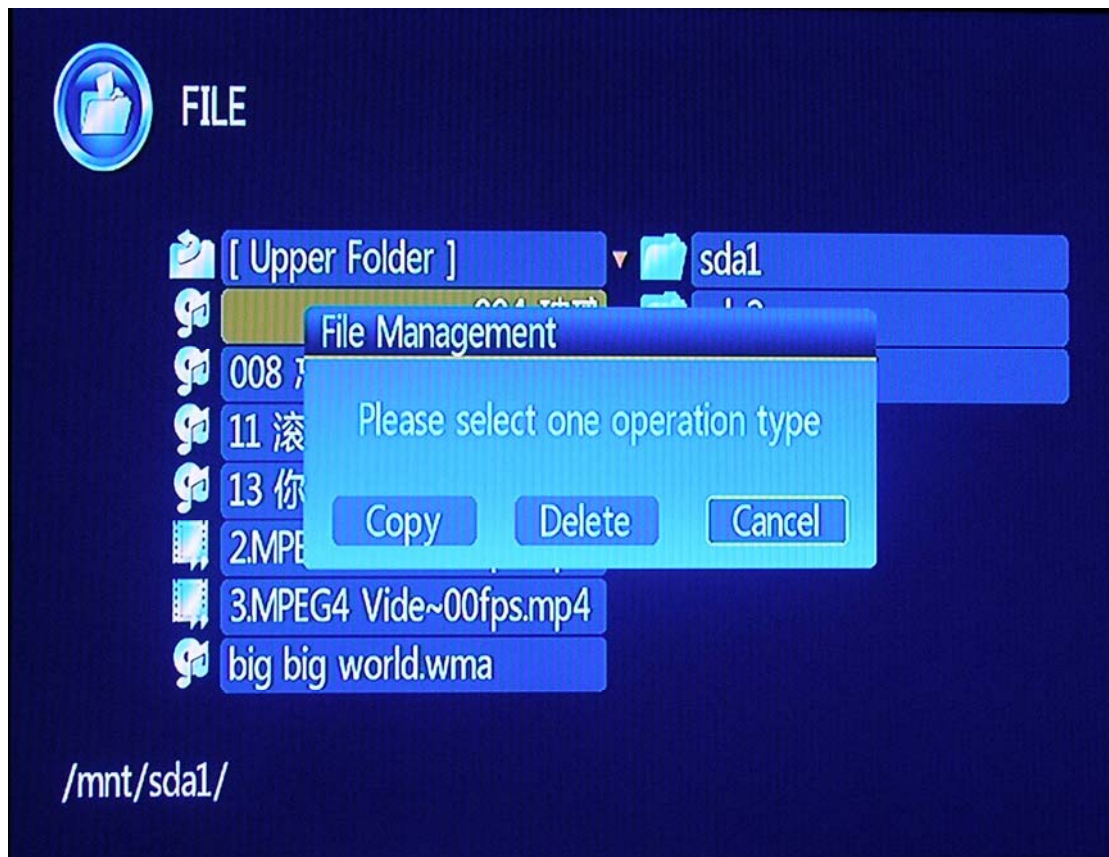 FILE
[ Upper Folder ]
sda1
004
File Management
008
11 滚
Please select one operation type
13 你
Copy
Delete
Cancel
2.MPE
3.MPEG4 Vide~00fps.mp4
big big world.wma
/mnt/sda1/